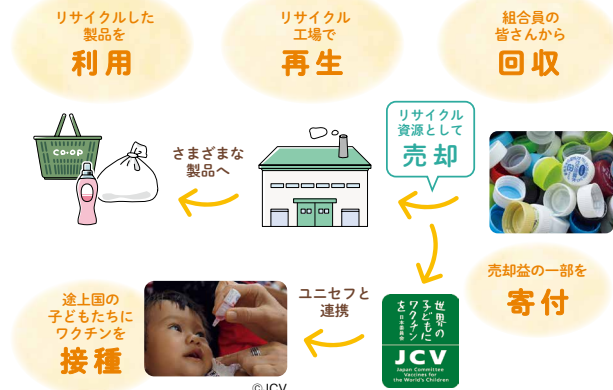 リサイクルした
製品を
利用
リサイクル
工場で
再生
組合員の
皆さんから
回収
リサイクル
資源として
売却
CO・OP
さまざまな
製品へ
売却益の一部を
寄付
ユニセフと
連携
世界の
子どもに
ワクチン
を 日本委員会
JCV
Japan Committee
Vaccines for
the World's Children
途上国の
子どもたちに
ワクチンを
接種
©JCV